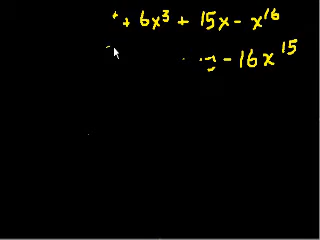 + 6x³ + 15x - x¹⁶
- 16x¹⁵